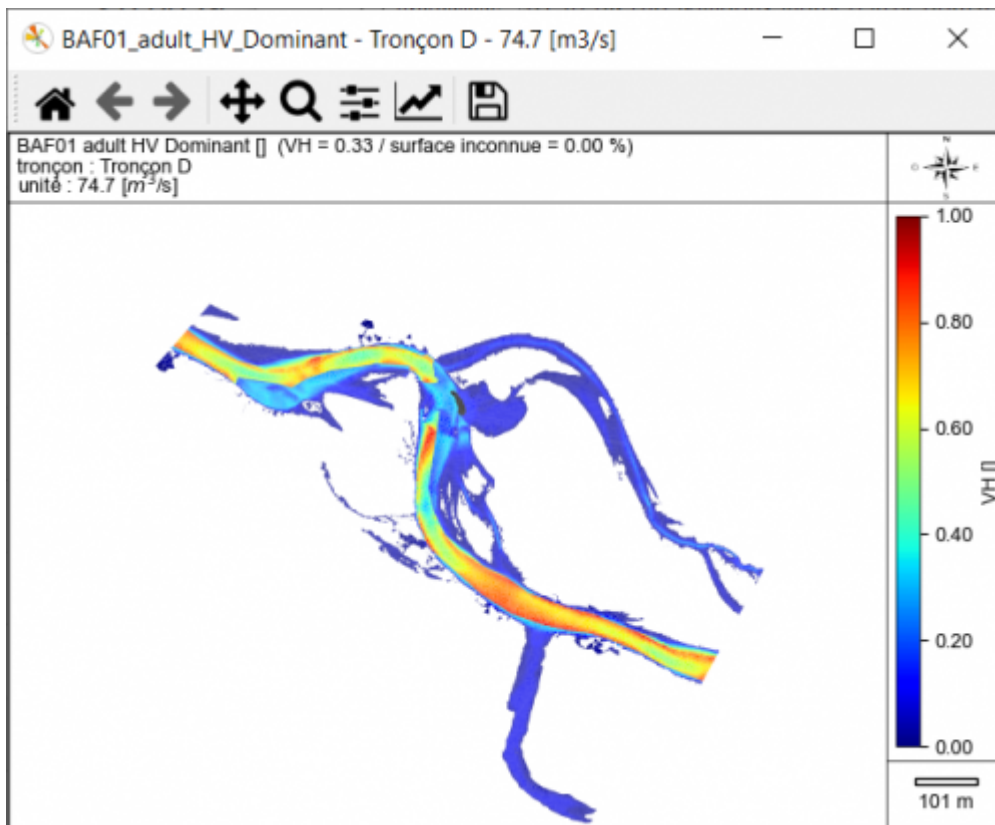 BAF01_adult_HV_Dominant - Tronçon D - 74.7 [m3/s]
BAF01 adult HV Dominant [] (VH = 0.33 / surface inconnue = 0.00 %)
tronçon : Tronçon D
unité : 74.7 [m³/s]
N
O E
S
1.00
0.80
0.60
0.40
0.20
0.00
VH []
101 m